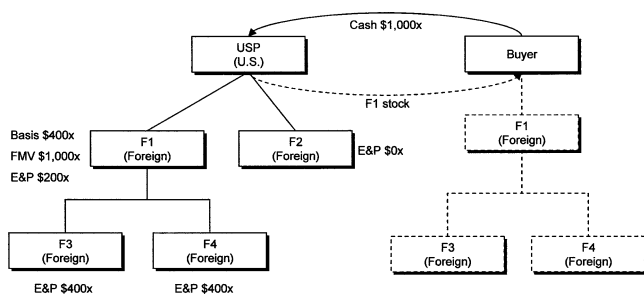 Cash $1,000x
USP
(U.S.)
Buyer
F1 stock
Basis $400x
FMV $1,000x
E&P $200x
F1
(Foreign)
F2
(Foreign)
E&P $0x
F1
(Foreign)
F3
(Foreign)
F4
(Foreign)
F3
(Foreign)
F4
(Foreign)
E&P $400x
E&P $400x